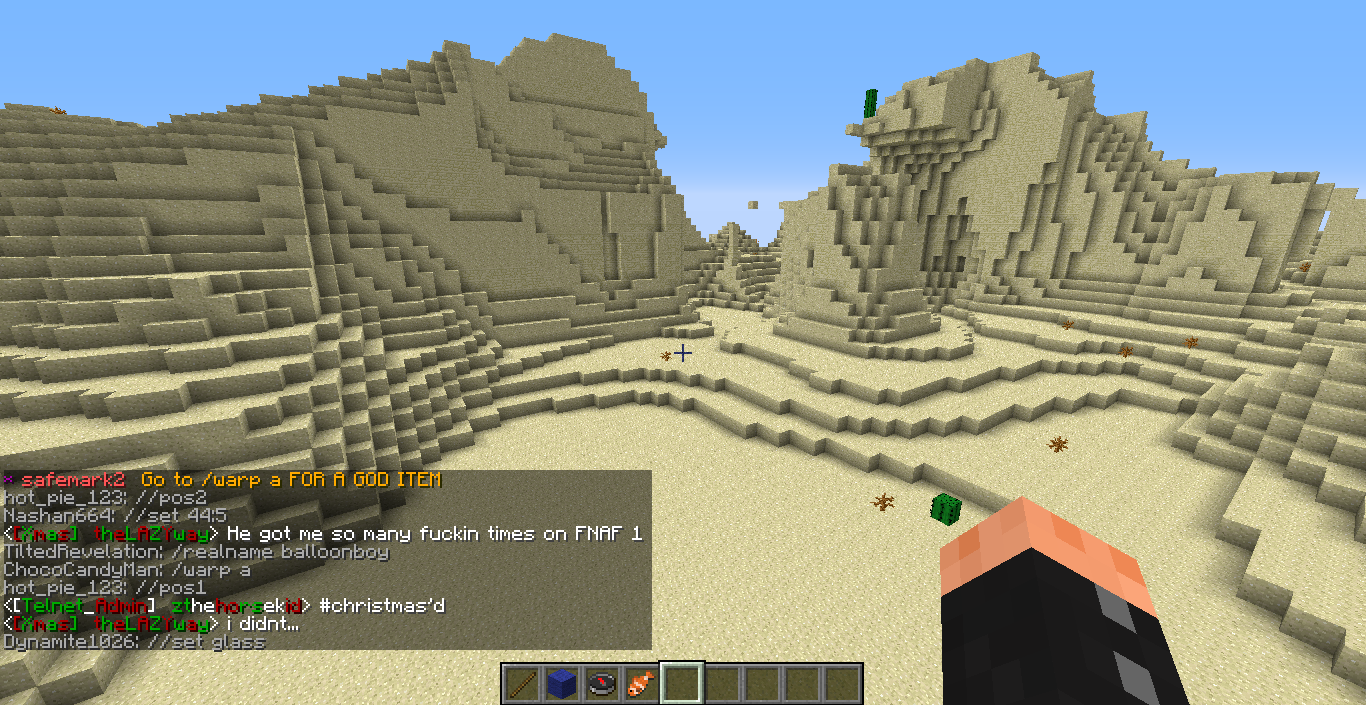 * safemark2 Go to /warp a FOR A GOD ITEM
hot_pie_123: //pos2
Nashan664: //set 44:5
<[Xmas] theLAZYway> He got me so many fuckin times on FNAF 1
TiltedRevelation: /realname balloonboy
ChocoCandyMan: /warp a
hot_pie_123: //pos1
<[Telnet_Admin] zthehorsekid> #christmas'd
<[Xmas] theLAZYway> i didnt...
Dynamite1026: //set glass